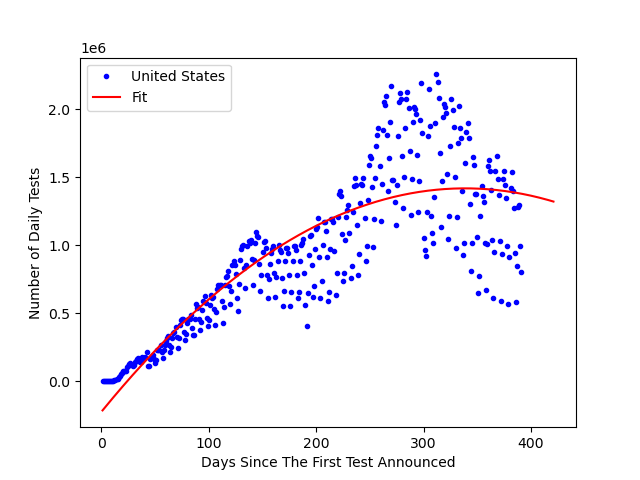 1e6
United States
Fit
2.0
1.5
1.0
0.5
0.0
Number of Daily Tests
0
100
200
300
400
Days Since The First Test Announced